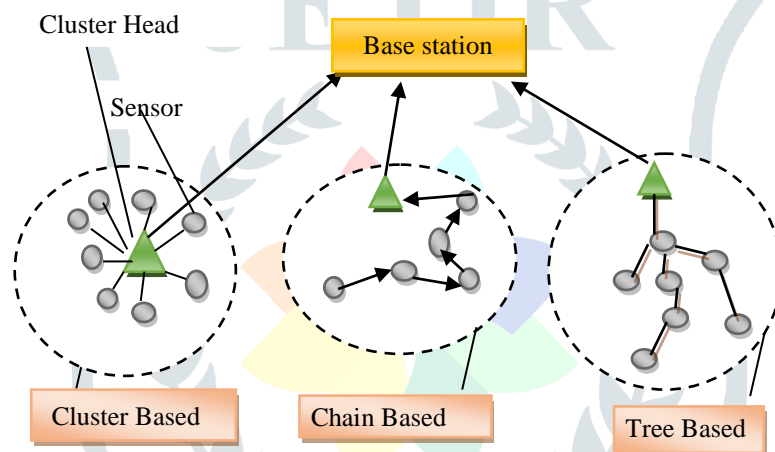 Cluster Head
Base station
Sensor
Cluster Based
Chain Based
Tree Based